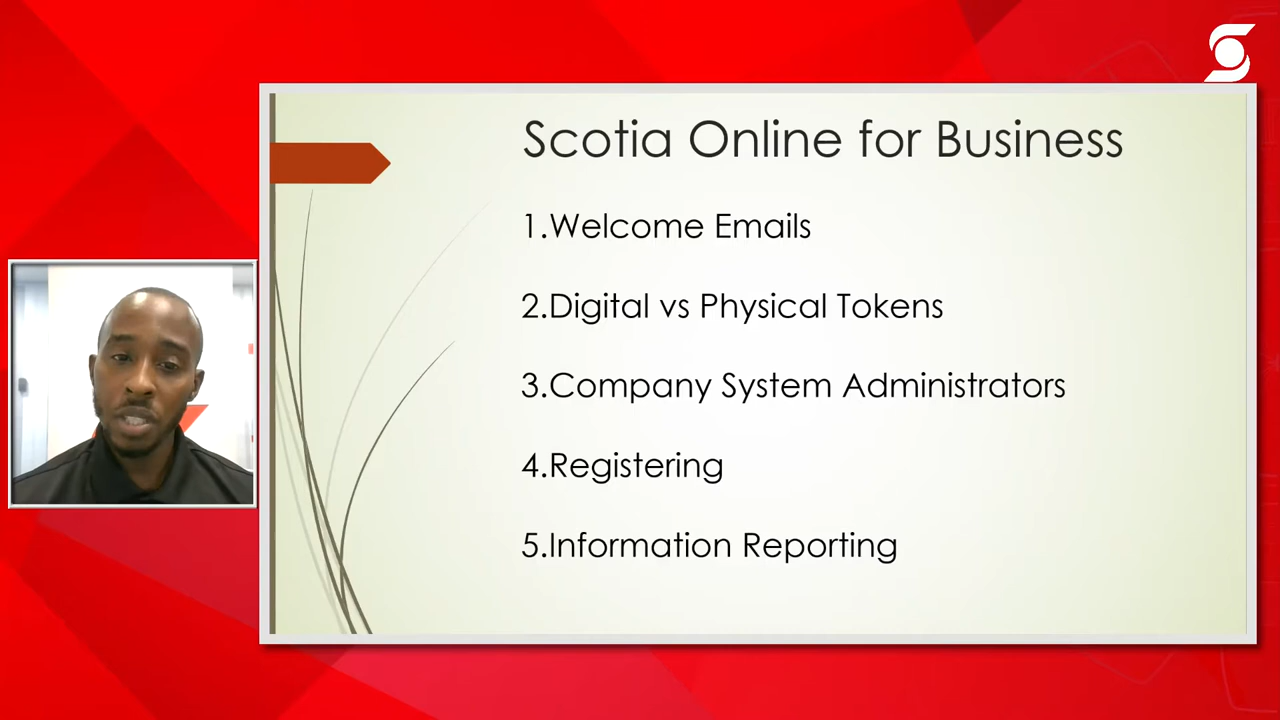 Scotia Online for Business
1.Welcome Emails
2.Digital vs Physical Tokens
3.Company System Administrators
4.Registering
5.Information Reporting